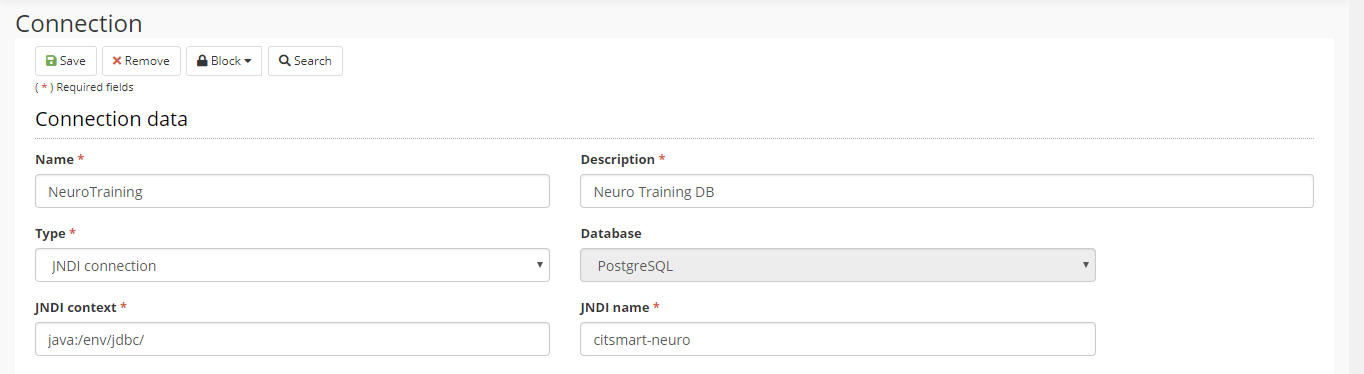 Connection
Save Remove Block Search
( * ) Required fields
Connection data
Name * Description *
NeuroTraining Neuro Training DB
Type * Database
JNDI connection PostgreSQL
JNDI context * JNDI name *
java:/env/jdbc/ citsmart-neuro